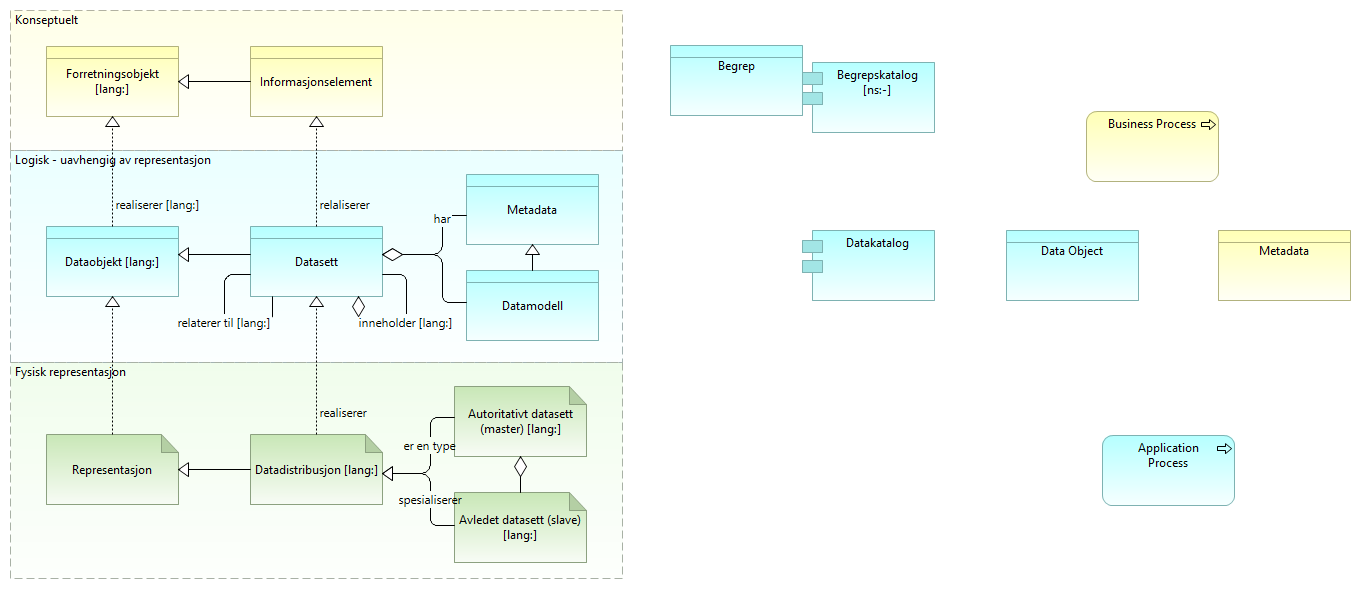 Konseptuelt
Forretningsobjekt
[lang:]
Informasjonselement
Logisk - uavhengig av representasjon
realiserer [lang:]
relaliserer
Metadata
har
Dataobjekt [lang:]
Datasett
Datamodell
relaterer til [lang:]
inneholder [lang:]
Fysisk representasjon
realiserer
Autoritativt datasett
(master) [lang:]
er en type
Representasjon
Datadistribusjon [lang:]
spesialiserer
Avledet datasett (slave)
[lang:]
Begrep
Begrepskatalog
[ns:-]
Business Process
Datakatalog
Data Object
Metadata
Application
Process